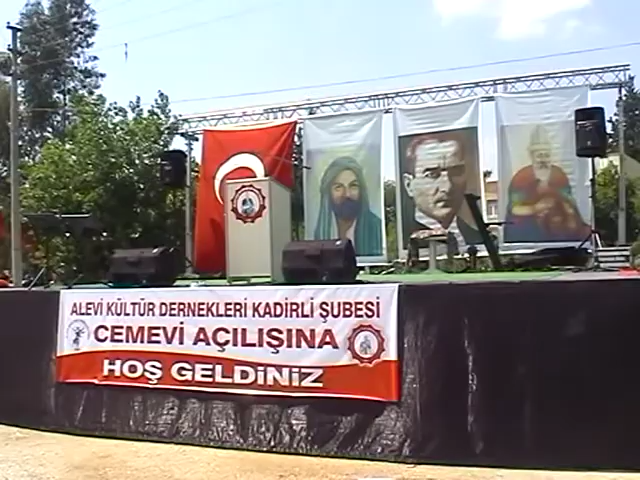 ALEVİ KÜLTÜR DERNEKLERİ KADİRLİ ŞUBESİ
CEMEVİ AÇILIŞINA
HOŞ GELDİNİZ